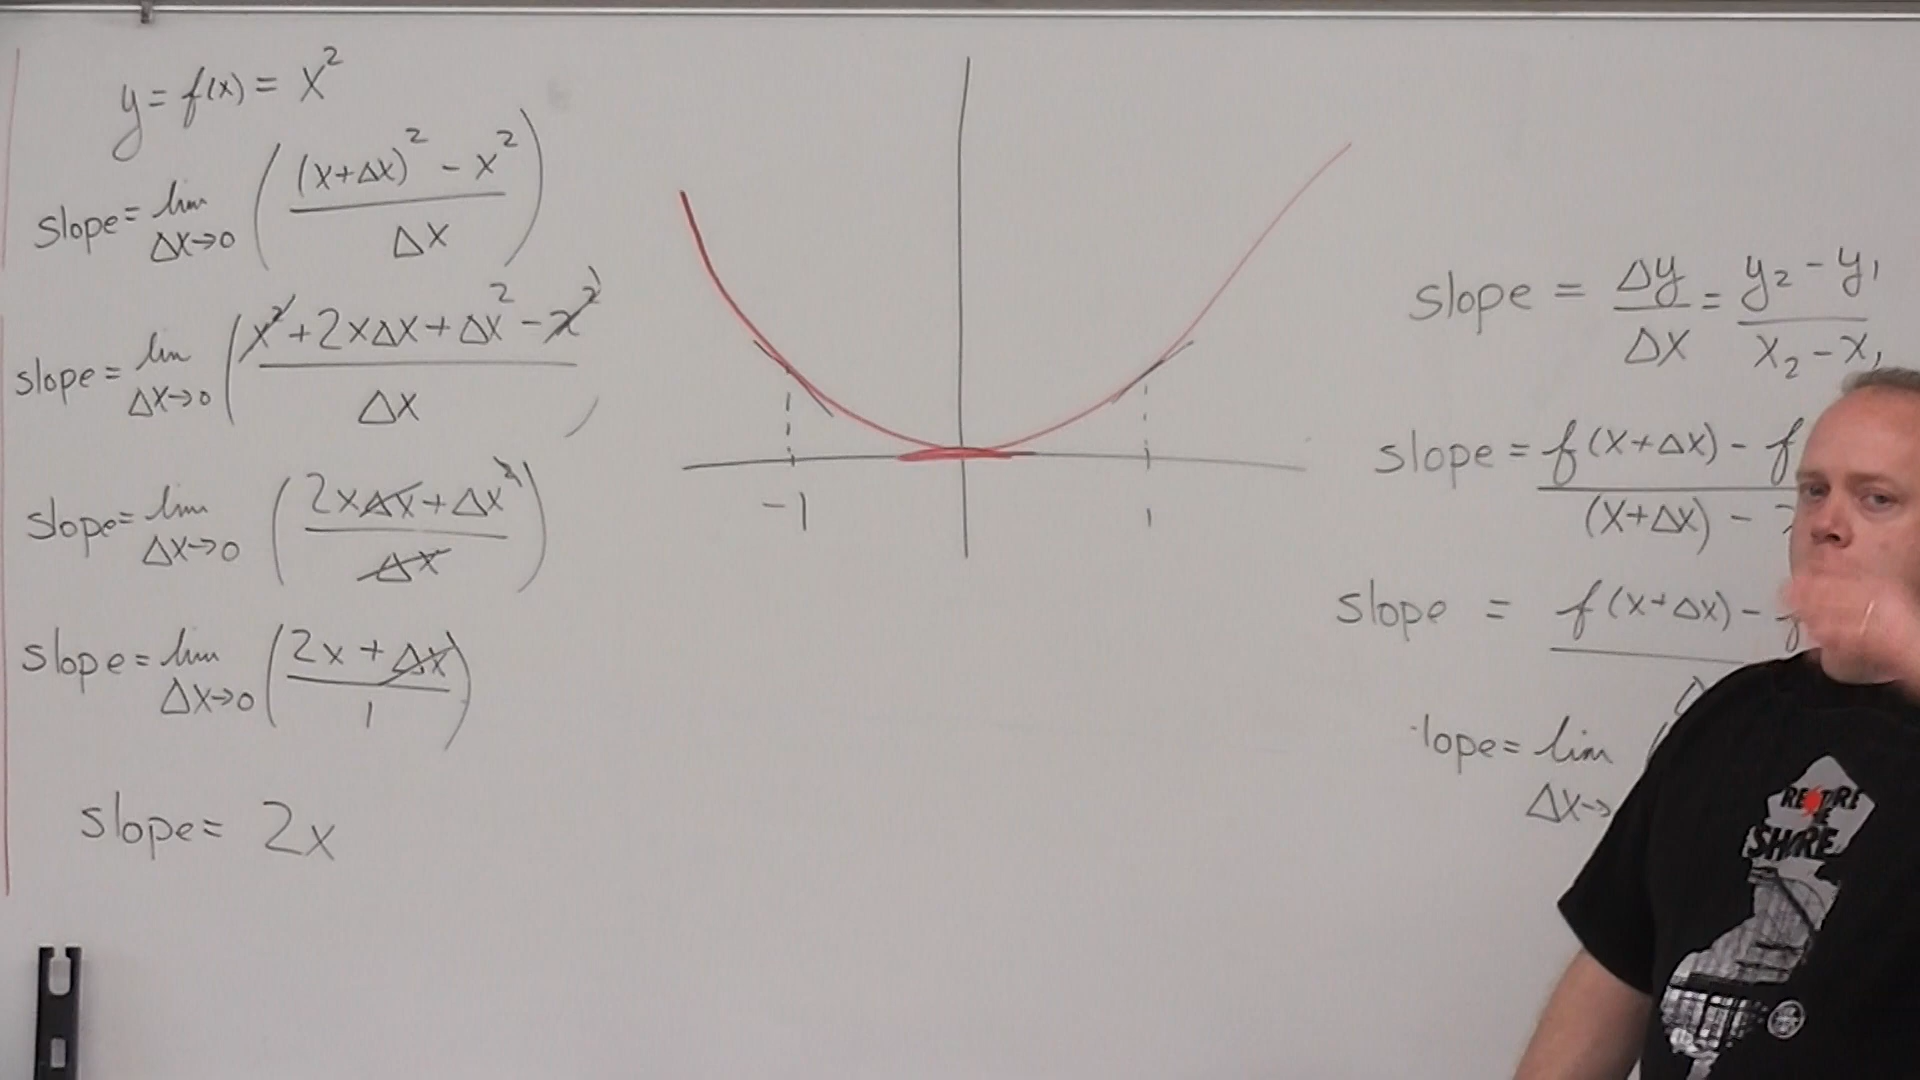 y = f(x) = x²
slope = lim Δx→0 ( ((x+Δx)² - x²) / Δx )
slope = lim Δx→0 ( (x² + 2xΔx + Δx² - x²) / Δx )
slope = lim Δx→0 ( (2xΔx + Δx²) / Δx )
slope = lim Δx→0 ( (2x + Δx) / 1 )
slope = 2x
-1
1
slope = Δy / Δx = (y₂ - y₁) / (x₂ - x₁)
slope = f(x+Δx) - f / (x+Δx) -
slope = f(x+Δx) - f
lope = lim Δx→
RESTORE
THE
SHORE